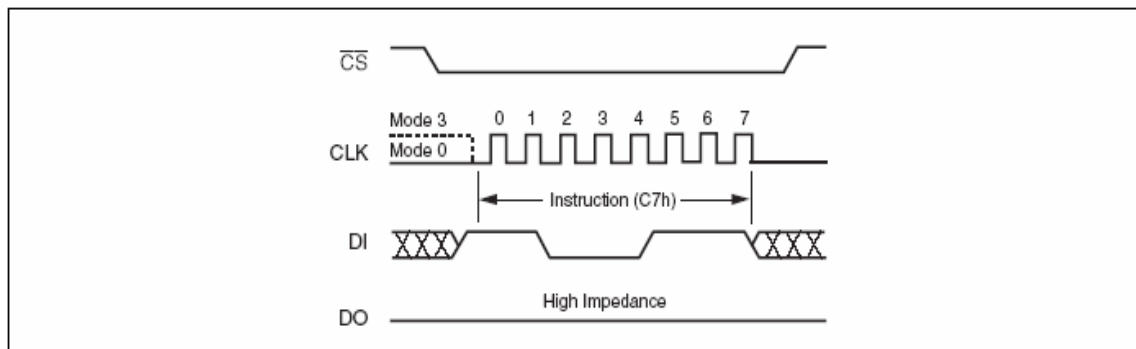 CS
Mode 3
0 1 2 3 4 5 6 7
CLK
Mode 0
Instruction (C7h)
DI
High Impedance
DO